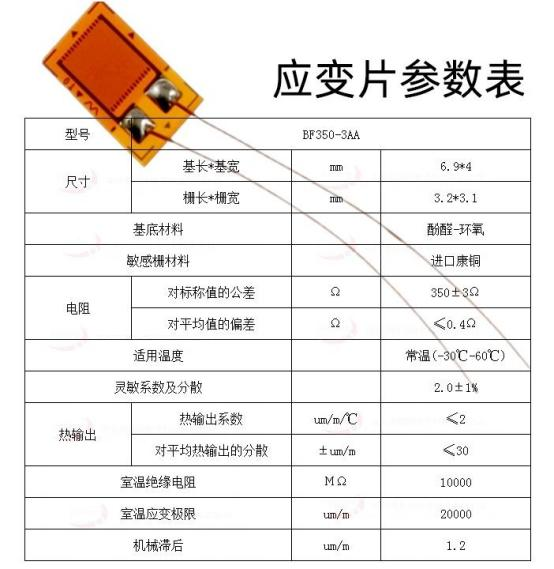 应变片参数表
型号 BF350-3AA
尺寸 基长*基宽 mm 6.9*4
栅长*栅宽 mm 3.2*3.1
基底材料 酚醛-环氧
敏感栅材料 进口康铜
电阻 对标称值的公差 Ω 350±3Ω
对平均值的偏差 Ω ≤0.4Ω
适用温度 常温(-30℃-60℃)
灵敏系数及分散 2.0±1%
热输出 热输出系数 um/m/℃ ≤2
对平均热输出的分散 ±um/m ≤30
室温绝缘电阻 MΩ 10000
室温应变极限 um/m 20000
机械滞后 um/m 1.2